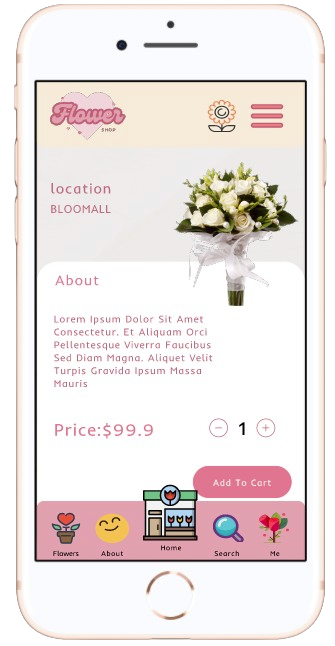 Flower
SHOP
location
BLOOMALL
About
Lorem Ipsum Dolor Sit Amet
Consectetur. Et Aliquam Orci
Pellentesque Viverra Faucibus
Sed Diam Magna. Aliquet Velit
Turpis Gravida Ipsum Massa
Mauris
Price:$99.9
1
Add To Cart
Flowers
About
Home
Search
Me